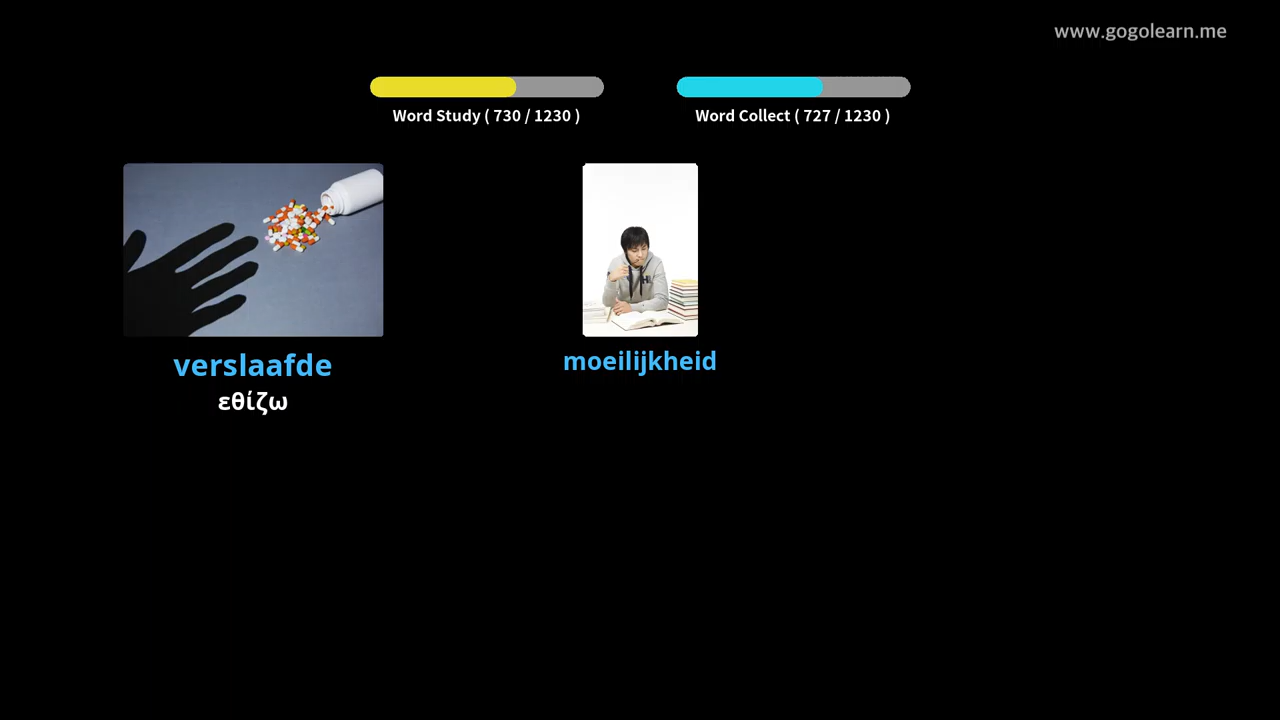 www.gogolearn.me
Word Study ( 730 / 1230 )
Word Collect ( 727 / 1230 )
verslaafde
εθίζω
moeilijkheid